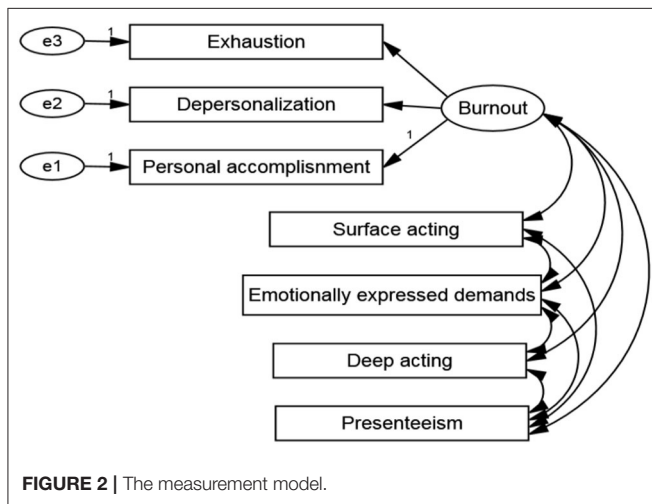 e3
1
Exhaustion
e2
1
Depersonalization
Burnout
1
e1
1
Personal accomplisnment
Surface acting
Emotionally expressed demands
Deep acting
Presenteeism
FIGURE 2 | The measurement model.